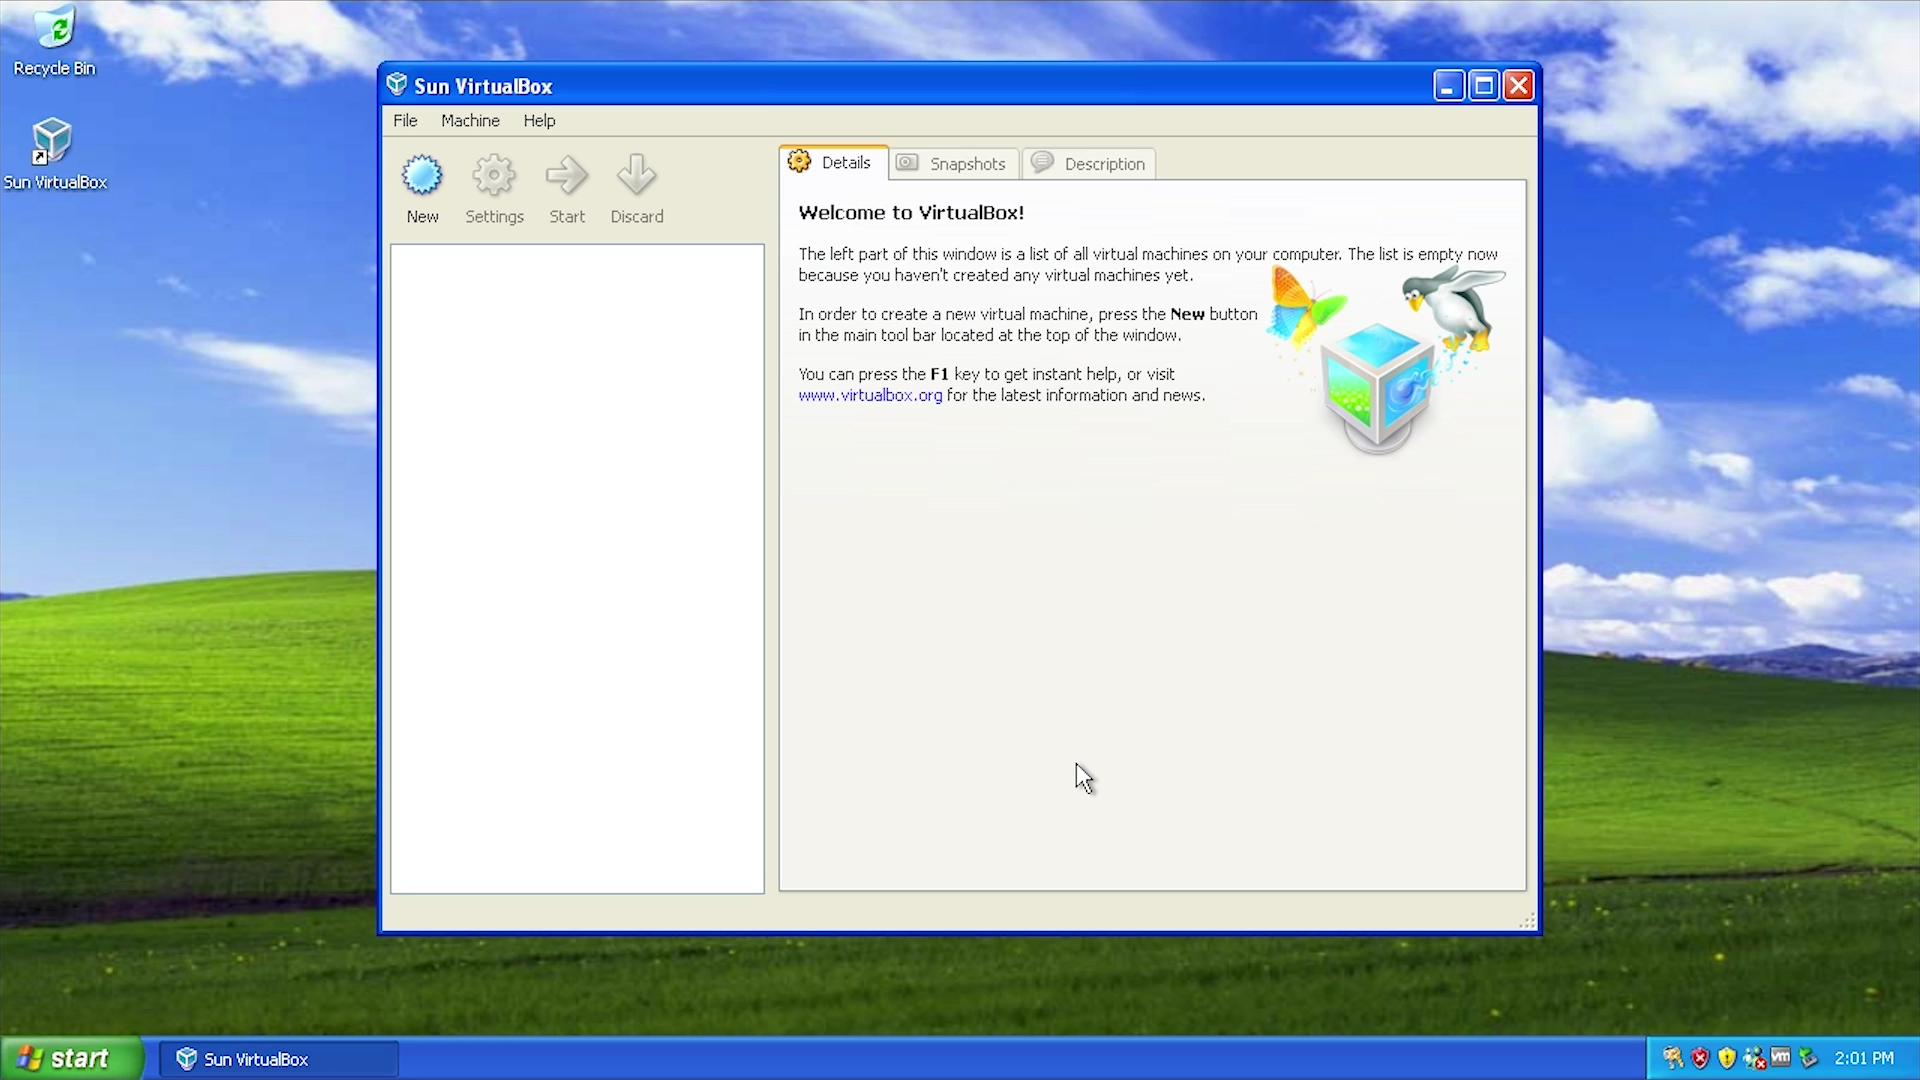 Recycle Bin
Sun VirtualBox
Sun VirtualBox
File Machine Help
New Settings Start Discard
Details Snapshots Description
Welcome to VirtualBox!
The left part of this window is a list of all virtual machines on your computer. The list is empty now
because you haven't created any virtual machines yet.
In order to create a new virtual machine, press the New button
in the main tool bar located at the top of the window.
You can press the F1 key to get instant help, or visit
www.virtualbox.org for the latest information and news.
start
Sun VirtualBox
vm
2:01 PM